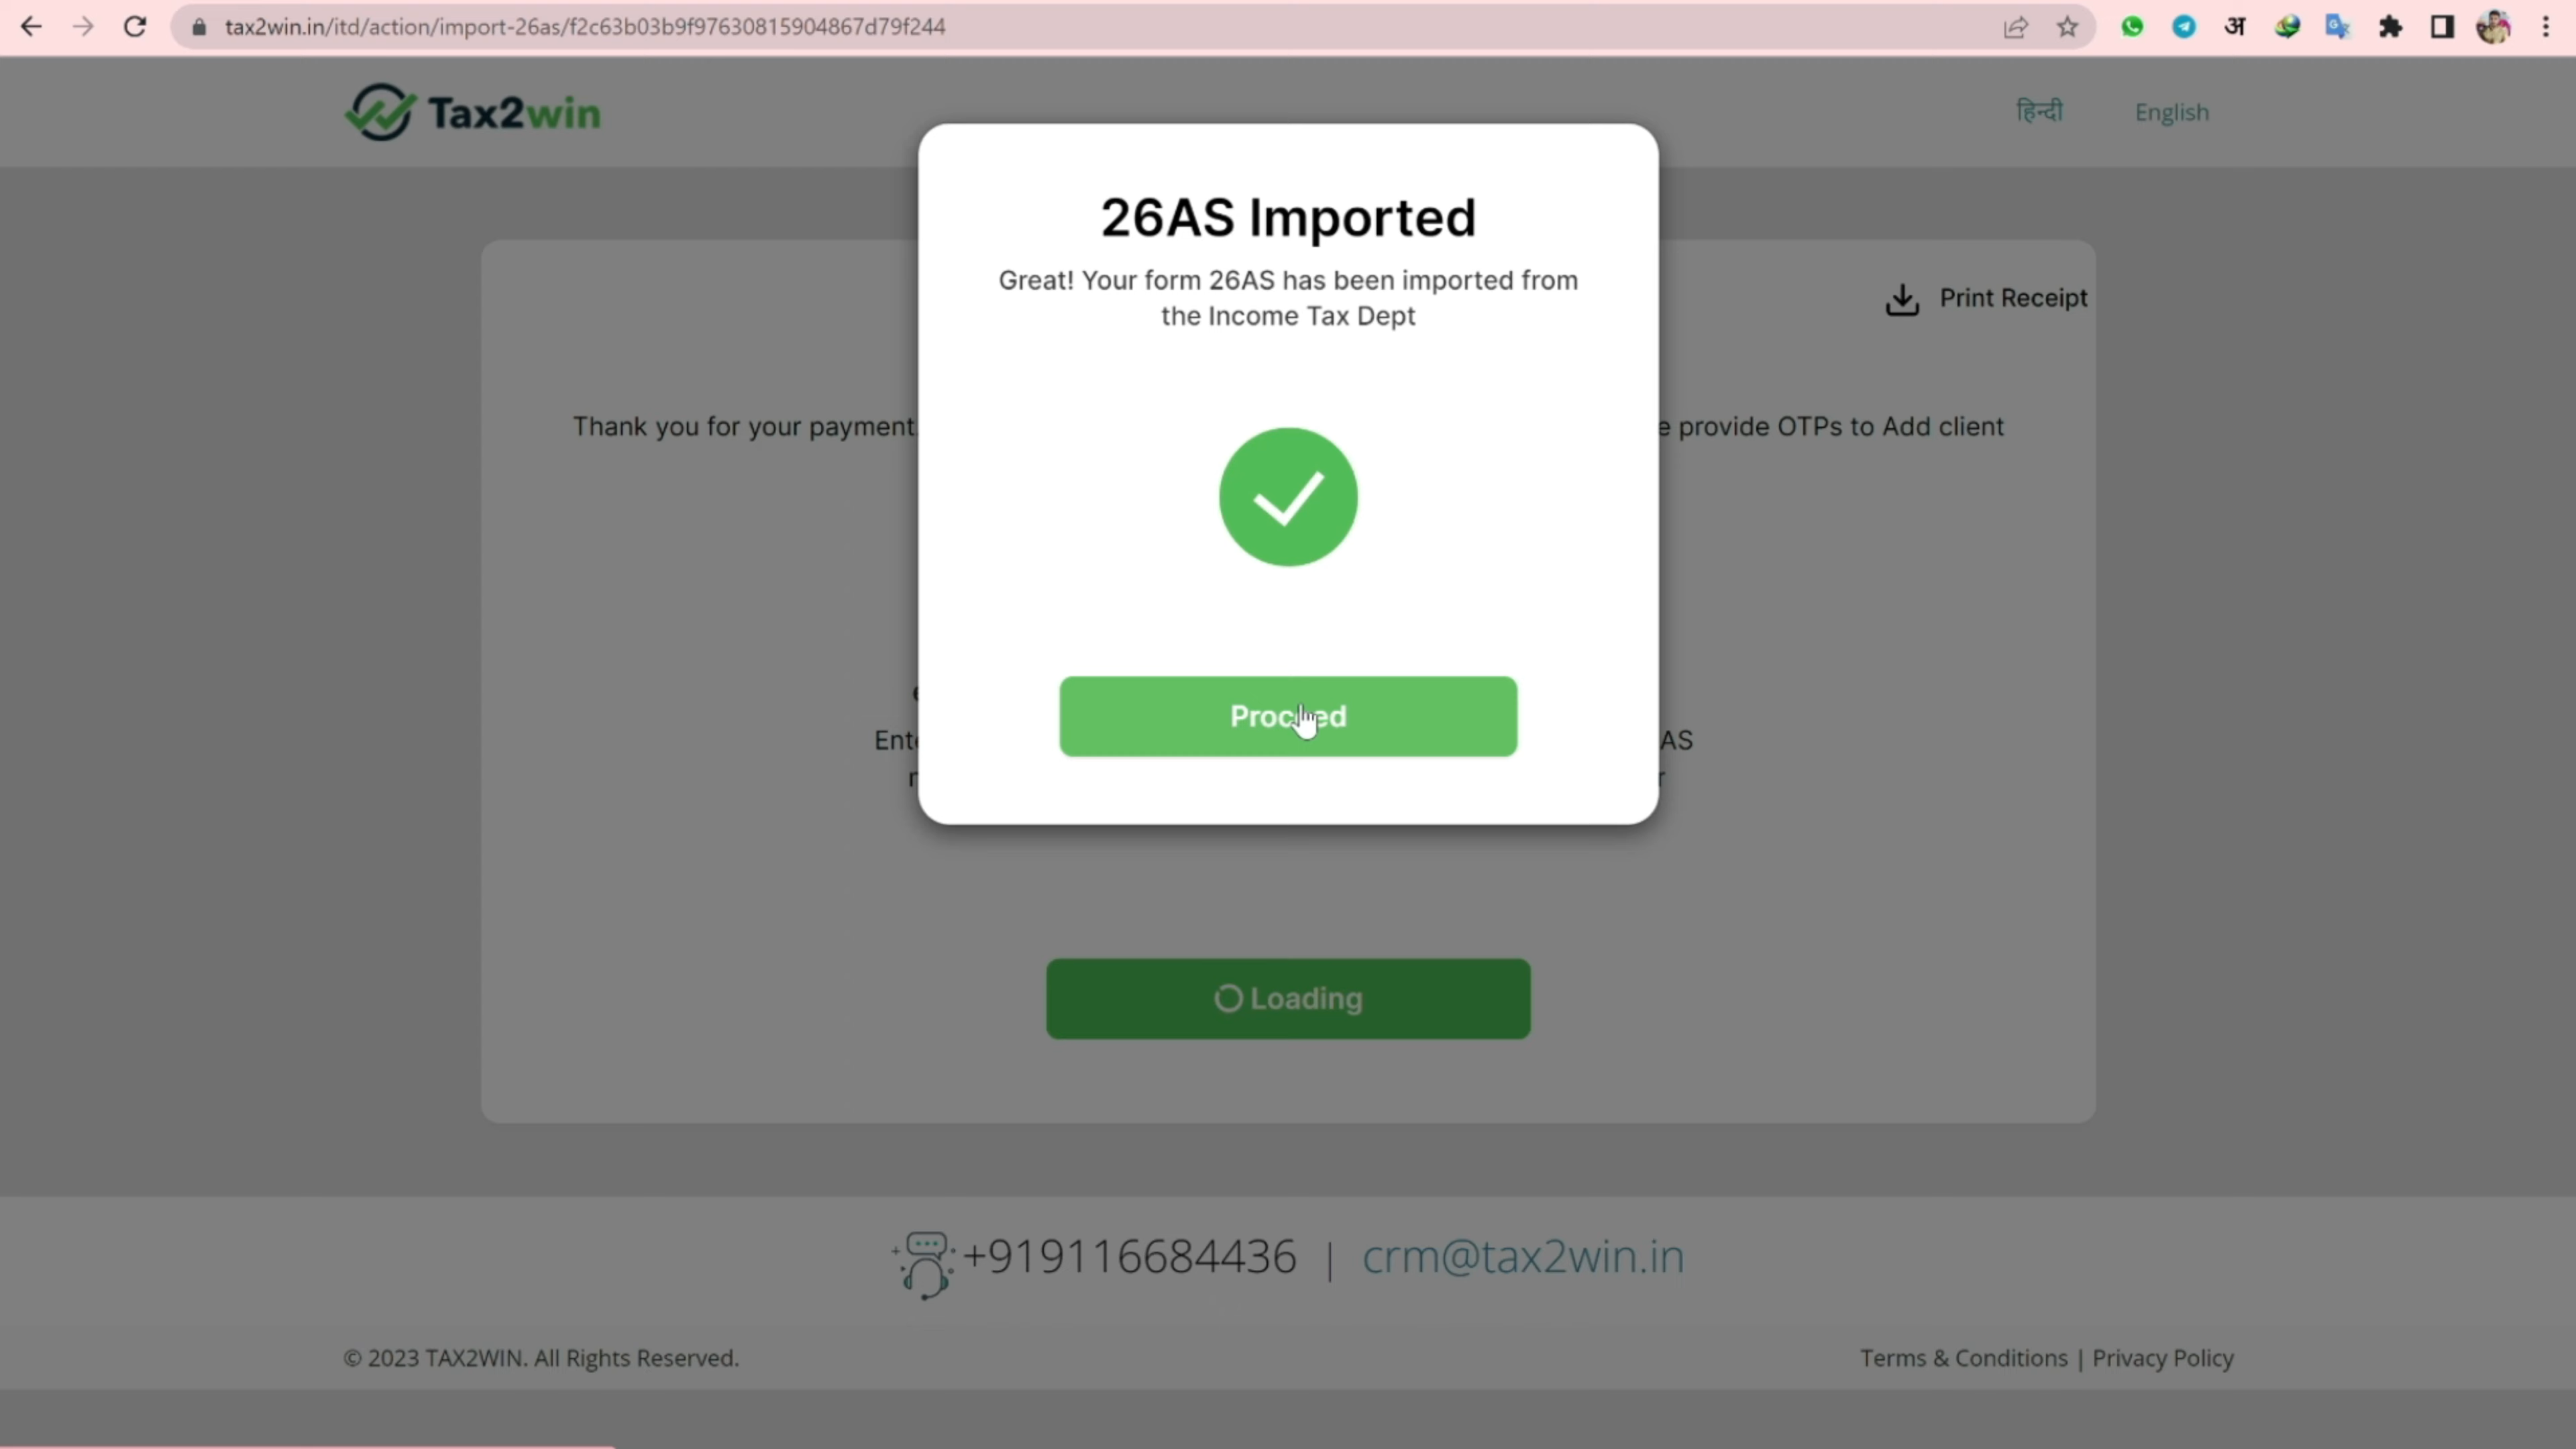 tax2win.in/itd/action/import-26as/f2c63b03b9f97630815904867d79f244
अ
Tax2win
हिन्दी
English
26AS Imported
Great! Your form 26AS has been imported from
the Income Tax Dept
Print Receipt
Thank you for your payment.
provide OTPs to Add client
Proceed
AS
Loading
+919116684436 | crm@tax2win.in
© 2023 TAX2WIN. All Rights Reserved.
Terms & Conditions | Privacy Policy